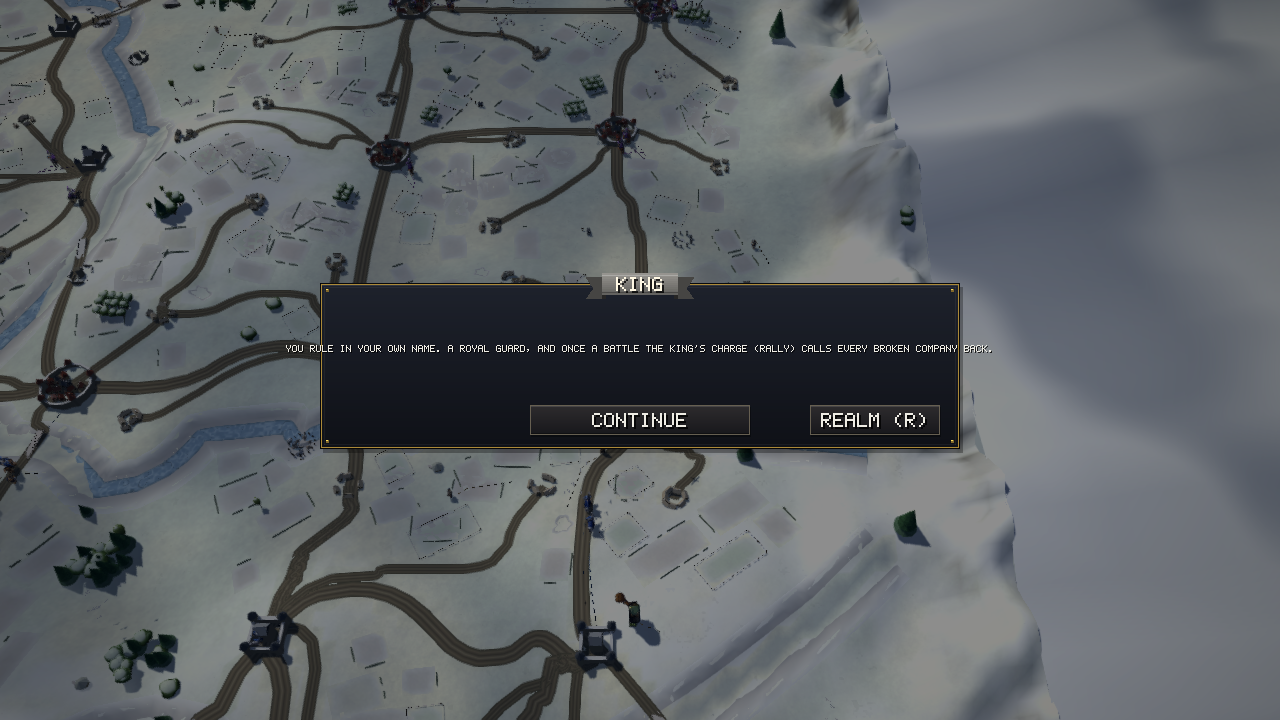 KING
YOU RULE IN YOUR OWN NAME. A ROYAL GUARD, AND ONCE A BATTLE THE KING'S CHARGE (RALLY) CALLS EVERY BROKEN COMPANY BACK.
CONTINUE
REALM (R)